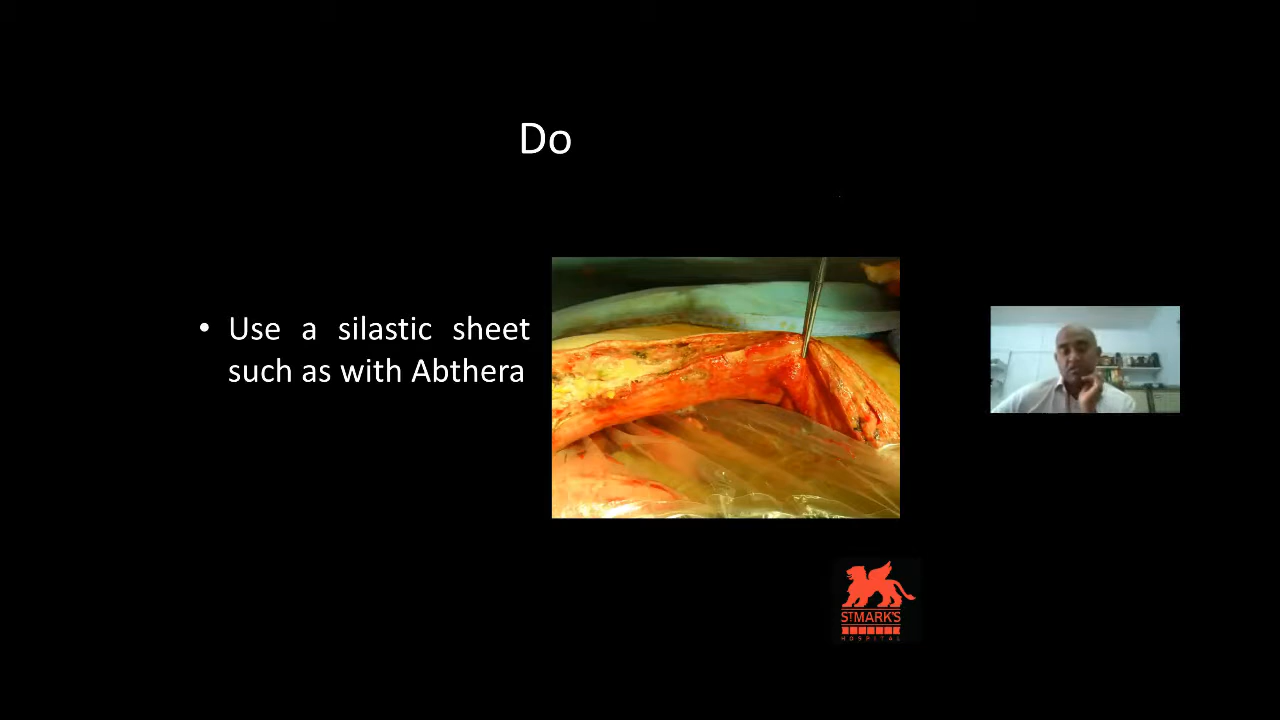 Do
• Use a silastic sheet
such as with Abthera
ST MARK'S
HOSPITAL